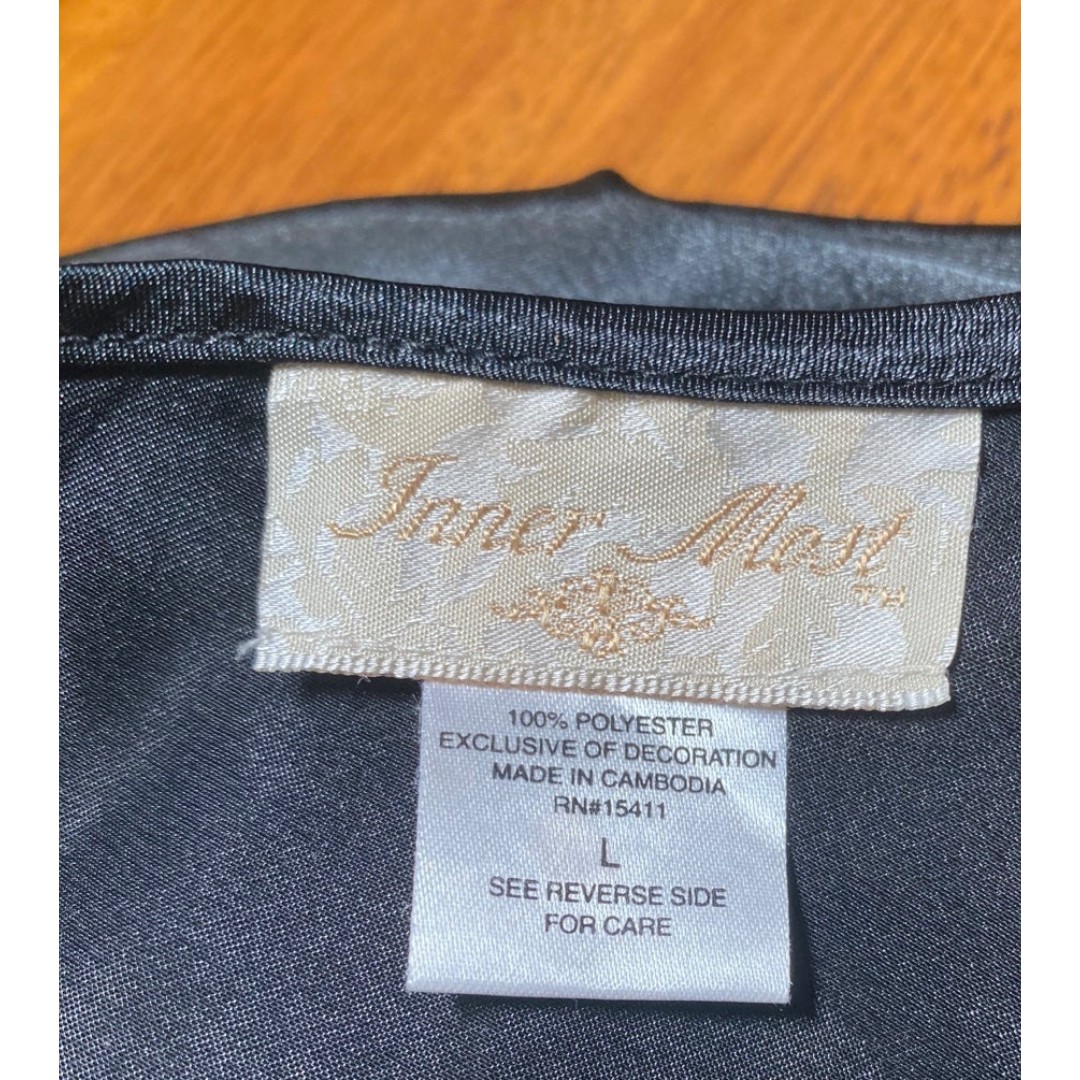 Inner Most
TM
100% POLYESTER
EXCLUSIVE OF DECORATION
MADE IN CAMBODIA
RN#15411
L
SEE REVERSE SIDE
FOR CARE